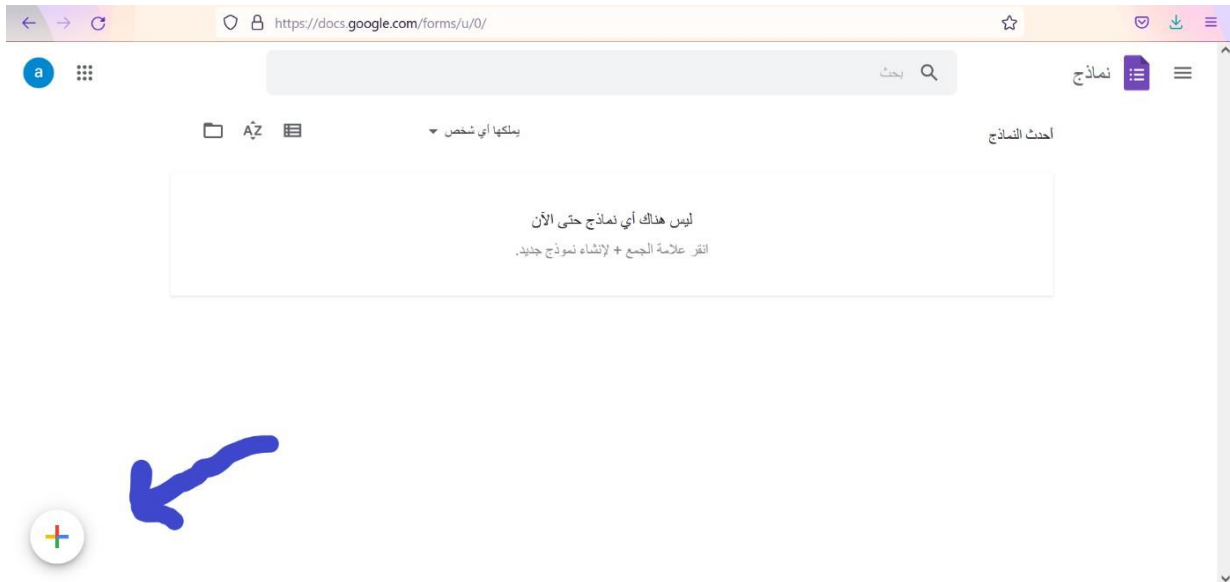 https://docs.google.com/forms/u/0/
نماذج
بحث
a
أحدث النماذج
يملكها أي شخص
AZ
ليس هناك أي نماذج حتى الآن
انقر علامة الجمع + لإنشاء نموذج جديد.